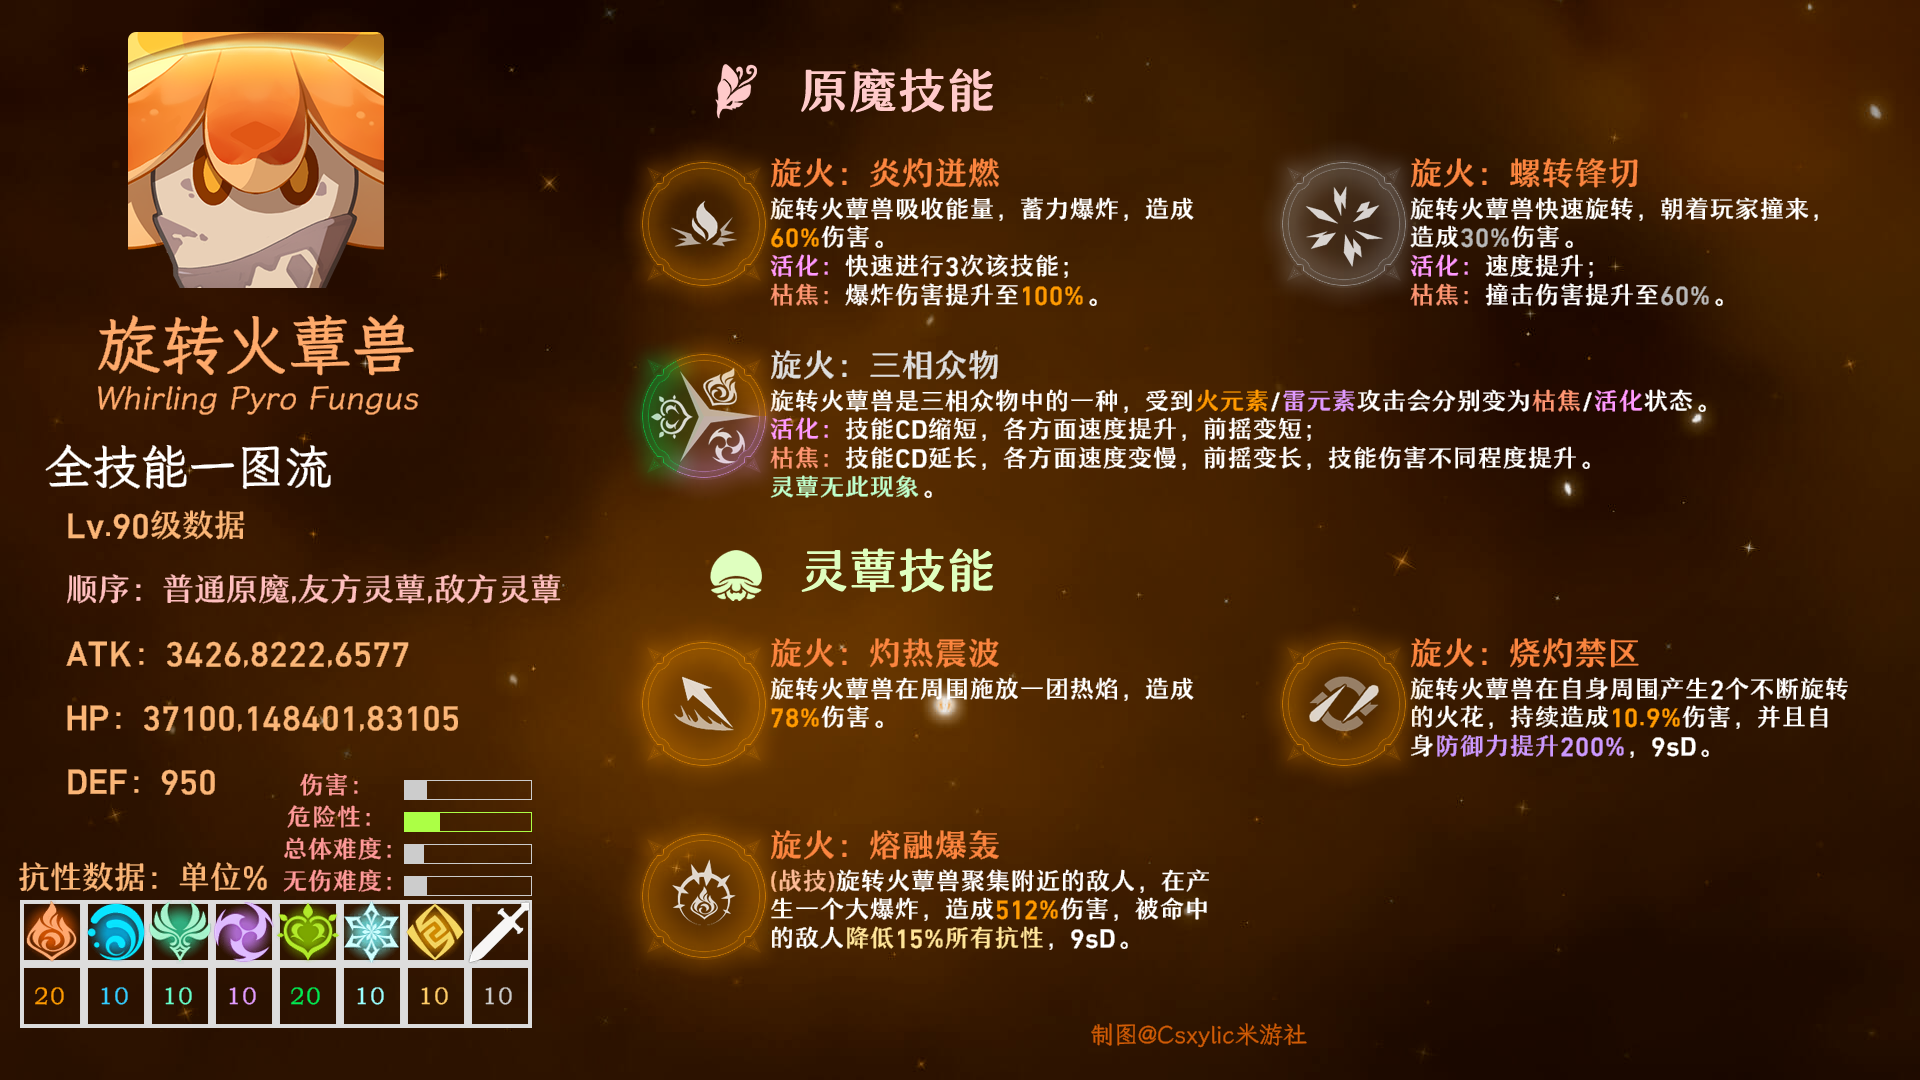 旋转火蕈兽
Whirling Pyro Fungus
全技能一图流
Lv.90级数据
顺序：普通原魔,友方灵蕈,敌方灵蕈
ATK：3426,8222,6577
HP：37100,148401,83105
DEF：950
伤害：
危险性：
总体难度：
无伤难度：
抗性数据：单位%
20 10 10 10 20 10 10 10
原魔技能
旋火：炎灼迸燃
旋转火蕈兽吸收能量，蓄力爆炸，造成
60%伤害。
活化：快速进行3次该技能；
枯焦：爆炸伤害提升至100%。
旋火：螺转锋切
旋转火蕈兽快速旋转，朝着玩家撞来，
造成30%伤害。
活化：速度提升；
枯焦：撞击伤害提升至60%。
旋火：三相众物
旋转火蕈兽是三相众物中的一种，受到火元素/雷元素攻击会分别变为枯焦/活化状态。
活化：技能CD缩短，各方面速度提升，前摇变短；
枯焦：技能CD延长，各方面速度变慢，前摇变长，技能伤害不同程度提升。
灵蕈无此现象。
灵蕈技能
旋火：灼热震波
旋转火蕈兽在周围施放一团热焰，造成
78%伤害。
旋火：烧灼禁区
旋转火蕈兽在自身周围产生2个不断旋转
的火花，持续造成10.9%伤害，并且自
身防御力提升200%，9sD。
旋火：熔融爆轰
(战技)旋转火蕈兽聚集附近的敌人，在产
生一个大爆炸，造成512%伤害，被命中
的敌人降低15%所有抗性，9sD。
制图@Csxylic米游社